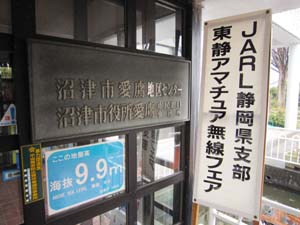 沼津市愛鷹地区センター
沼津市役所愛鷹
ここの地盤高
海抜 9.9m
JARL静岡県支部
東静アマチュア無線フェア